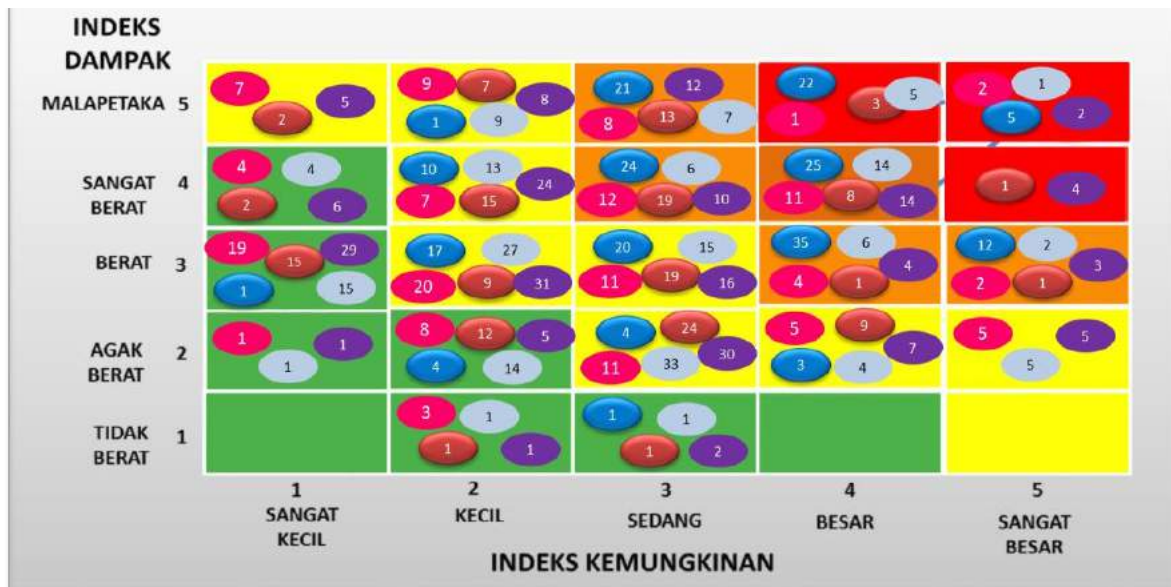 INDEKS
DAMPAK
MALAPETAKA 5
7 5 2
9 7 8 1 9
21 12 8 13 7
22 5 3 1
2 1 5 2
SANGAT
BERAT 4
4 4 2 6
10 13 24 7 15
24 6 12 19 10
25 14 11 8 14
1 4
BERAT 3
19 29 15 1 15
17 27 20 9 31
20 15 11 19 16
35 6 4 4 1
12 2 3 2 1
AGAK
BERAT 2
1 1 1
8 12 5 4 14
4 24 30 11 33
5 9 7 3 4
5 5 5
TIDAK
BERAT 1
3 1 1 1
1 1 1 2
1 2 3 4 5
SANGAT
KECIL
KECIL
SEDANG
BESAR
SANGAT
BESAR
INDEKS KEMUNGKINAN